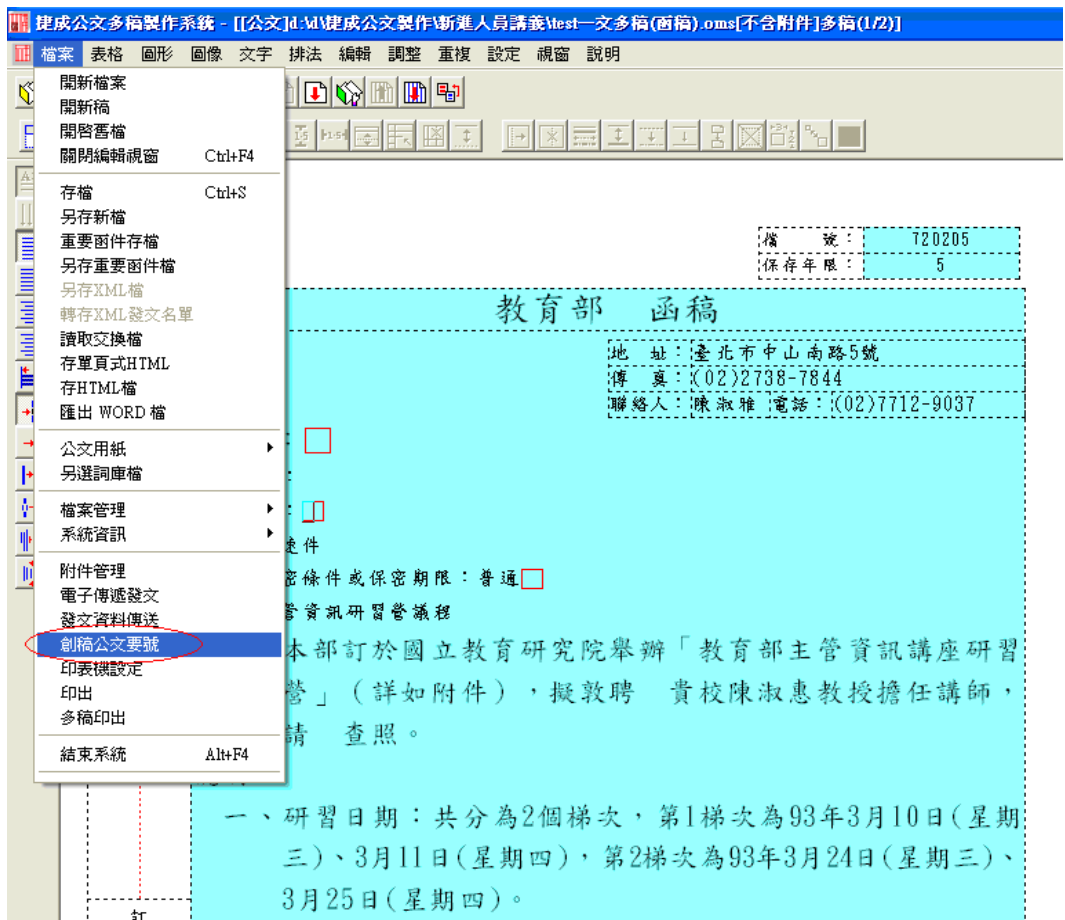 建成公文多稿製作系統 - [[公文]d:\d\建成公文製作\新進人員講義\test一文多稿(函稿).oms[不含附件]多稿(1/2)]
檔案 表格 圖形 圖像 文字 排法 編輯 調整 重複 設定 視窗 說明
開新檔案
開新稿
開啓舊檔
關閉編輯視窗 Ctrl+F4
存檔 Ctrl+S
另存新檔
重要函件存檔
另存重要函件檔
另存XML檔
轉存XML發文名單
讀取交換檔
存單頁式HTML
存HTML檔
匯出 WORD 檔
公文用紙
另選詞庫檔
檔案管理
系統資訊
附件管理
電子傳遞發文
發文資料傳送
創稿公文要號
印表機設定
印出
多稿印出
結束系統 Alt+F4
檔 號： 720205
保存年限： 5
教育部 函稿
地 址：臺北市中山南路5號
傳 真：(02)2738-7844
聯絡人：陳淑雅 電話：(02)7712-9037
：
：
：
速件
密條件或保密期限：普通
管資訊研習營議程
本部訂於國立教育研究院舉辦「教育部主管資訊講座研習
營」（詳如附件），擬敦聘 貴校陳淑惠教授擔任講師，
請 查照。
一、研習日期：共分為2個梯次，第1梯次為93年3月10日(星期
三)、3月11日(星期四)，第2梯次為93年3月24日(星期三)、
3月25日(星期四)。
訂